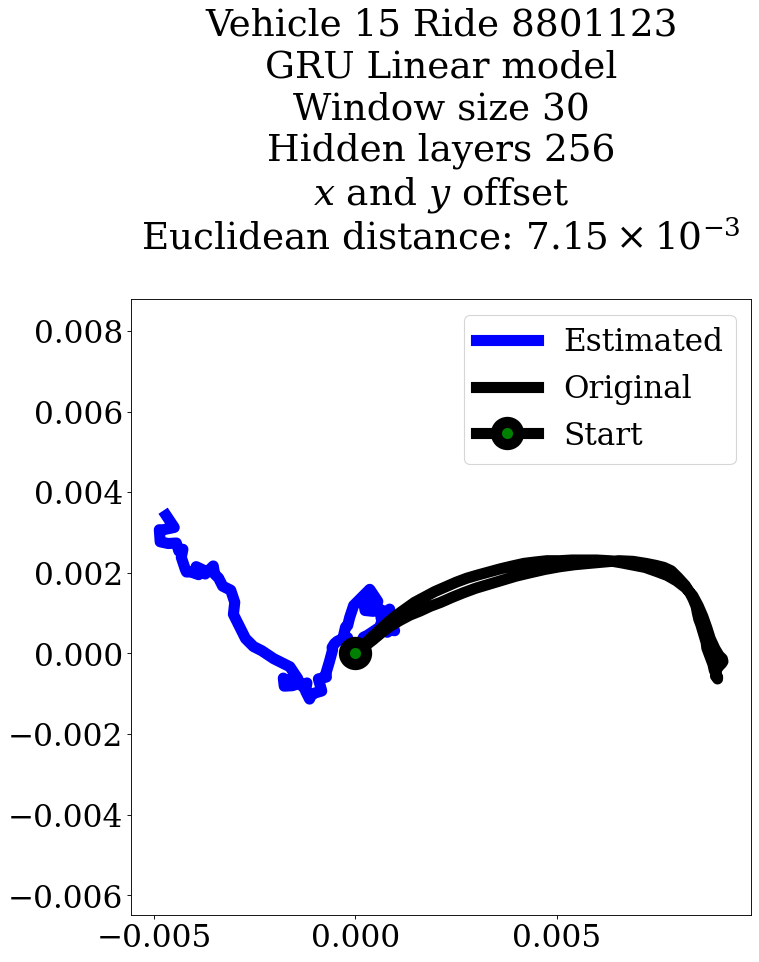 Vehicle 15 Ride 8801123
GRU Linear model
Window size 30
Hidden layers 256
x and y offset
Euclidean distance: 7.15 × 10⁻³
Estimated
Original
Start
0.008
0.006
0.004
0.002
0.000
−0.002
−0.004
−0.006
−0.005 0.000 0.005